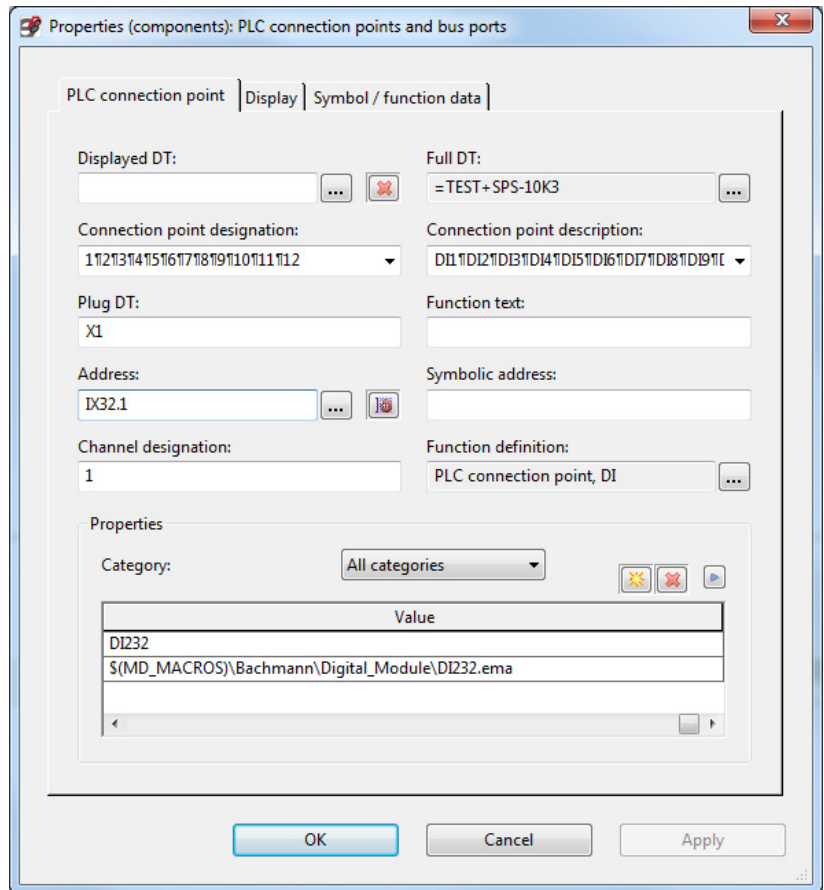 Properties (components): PLC connection points and bus ports
PLC connection point Display Symbol / function data
Displayed DT: Full DT:
... =TEST+SPS-10K3 ...
Connection point designation: Connection point description:
1¶2¶3¶4¶5¶6¶7¶8¶9¶10¶11¶12 DI1¶DI2¶DI3¶DI4¶DI5¶DI6¶DI7¶DI8¶DI9¶D
Plug DT: Function text:
X1
Address: Symbolic address:
IX32.1 ...
Channel designation: Function definition:
1 PLC connection point, DI ...
Properties
Category: All categories
Value
DI232
$(MD_MACROS)\Bachmann\Digital_Module\DI232.ema
OK Cancel Apply